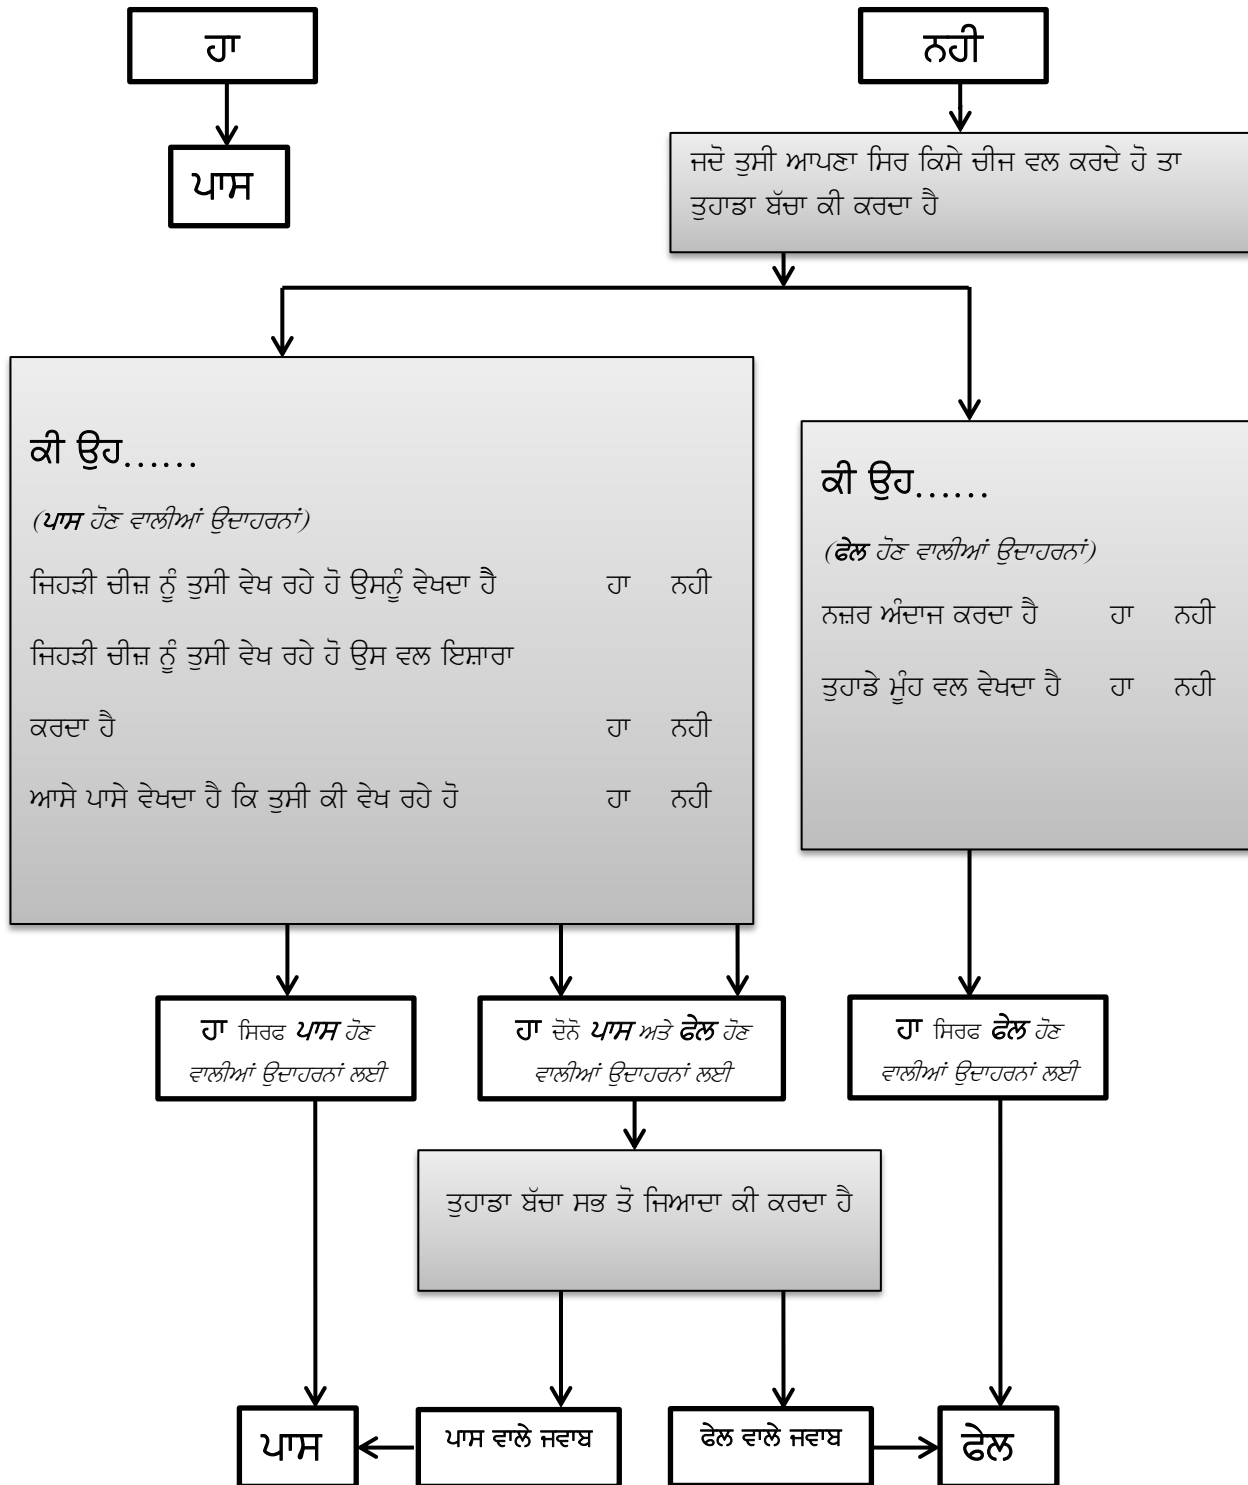 ਹਾ
ਨਹੀ
ਪਾਸ
ਜਦੋ ਤੁਸੀ ਆਪਣਾ ਸਿਰ ਕਿਸੇ ਚੀਜ ਵਲ ਕਰਦੇ ਹੋ ਤਾ
ਤੁਹਾਡਾ ਬੱਚਾ ਕੀ ਕਰਦਾ ਹੈ
ਕੀ ਉਹ......
(ਪਾਸ ਹੋਣ ਵਾਲੀਆਂ ਉਦਾਹਰਨਾਂ)
ਜਿਹੜੀ ਚੀਜ਼ ਨੂੰ ਤੁਸੀ ਵੇਖ ਰਹੇ ਹੋ ਉਸਨੂੰ ਵੇਖਦਾ ਹੈ ਹਾ ਨਹੀ
ਜਿਹੜੀ ਚੀਜ਼ ਨੂੰ ਤੁਸੀ ਵੇਖ ਰਹੇ ਹੋ ਉਸ ਵਲ ਇਸ਼ਾਰਾ
ਕਰਦਾ ਹੈ ਹਾ ਨਹੀ
ਆਸੇ ਪਾਸੇ ਵੇਖਦਾ ਹੈ ਕਿ ਤੁਸੀ ਕੀ ਵੇਖ ਰਹੇ ਹੋ ਹਾ ਨਹੀ
ਕੀ ਉਹ......
(ਫੇਲ ਹੋਣ ਵਾਲੀਆਂ ਉਦਾਹਰਨਾਂ)
ਨਜ਼ਰ ਅੰਦਾਜ ਕਰਦਾ ਹੈ ਹਾ ਨਹੀ
ਤੁਹਾਡੇ ਮੂੰਹ ਵਲ ਵੇਖਦਾ ਹੈ ਹਾ ਨਹੀ
ਹਾ ਸਿਰਫ ਪਾਸ ਹੋਣ
ਵਾਲੀਆਂ ਉਦਾਹਰਨਾਂ ਲਈ
ਹਾ ਦੋਨੋ ਪਾਸ ਅਤੇ ਫੇਲ ਹੋਣ
ਵਾਲੀਆਂ ਉਦਾਹਰਨਾਂ ਲਈ
ਹਾ ਸਿਰਫ ਫੇਲ ਹੋਣ
ਵਾਲੀਆਂ ਉਦਾਹਰਨਾਂ ਲਈ
ਤੁਹਾਡਾ ਬੱਚਾ ਸਭ ਤੋ ਜਿਆਦਾ ਕੀ ਕਰਦਾ ਹੈ
ਪਾਸ
ਪਾਸ ਵਾਲੇ ਜਵਾਬ
ਫੇਲ ਵਾਲੇ ਜਵਾਬ
ਫੇਲ